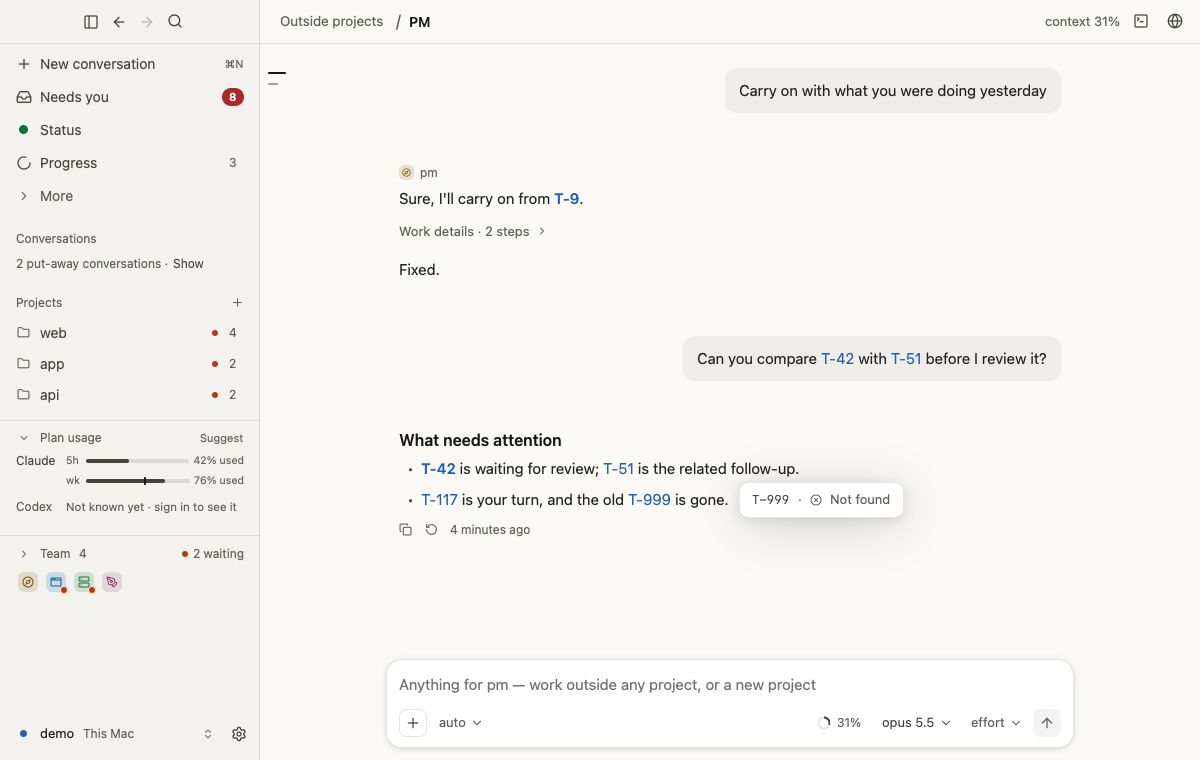 Outside projects / PM
context 31%
New conversation ⌘N
Needs you 8
Status
Progress 3
More
Conversations
2 put-away conversations · Show
Projects
web 4
app 2
api 2
Plan usage Suggest
Claude 5h 42% used
wk 76% used
Codex Not known yet · sign in to see it
Team 4 2 waiting
demo This Mac
Carry on with what you were doing yesterday
pm
Sure, I'll carry on from T-9.
Work details · 2 steps
Fixed.
Can you compare T-42 with T-51 before I review it?
What needs attention
• T-42 is waiting for review; T-51 is the related follow-up.
• T-117 is your turn, and the old T-999 is gone.
T-999 · Not found
4 minutes ago
Anything for pm — work outside any project, or a new project
auto 31% opus 5.5 effort